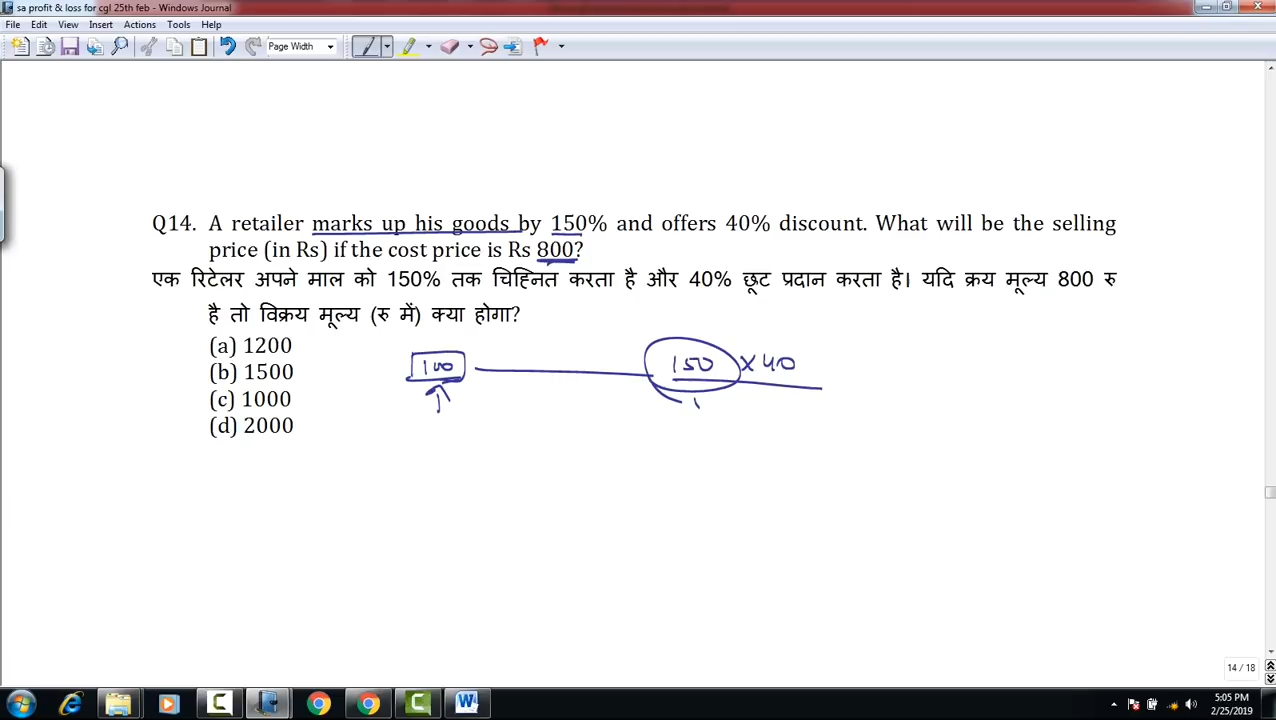 sa profit & loss for cgl 25th feb - Windows Journal
File Edit View Insert Actions Tools Help
Page Width
Q14. A retailer marks up his goods by 150% and offers 40% discount. What will be the selling
price (in Rs) if the cost price is Rs 800?
एक रिटेलर अपने माल को 150% तक चिह्नित करता है और 40% छूट प्रदान करता है। यदि क्रय मूल्य 800 रु
है तो विक्रय मूल्य (रु में) क्या होगा?
(a) 1200
(b) 1500
(c) 1000
(d) 2000
100
150 × 40
14 / 18
5:05 PM
2/25/2019